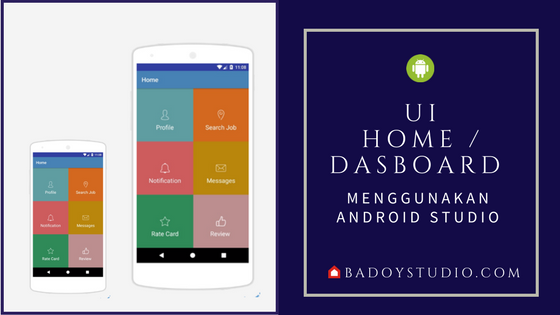 11:08
Home
Profile
Search Job
Notification
Messages
Rate Card
Review
Home
Profile
Search Job
Notification
Messages
Rate Card
Review
UI
HOME /
DASBOARD
MENGGUNAKAN
ANDROID STUDIO
BADOYSTUDIO.COM